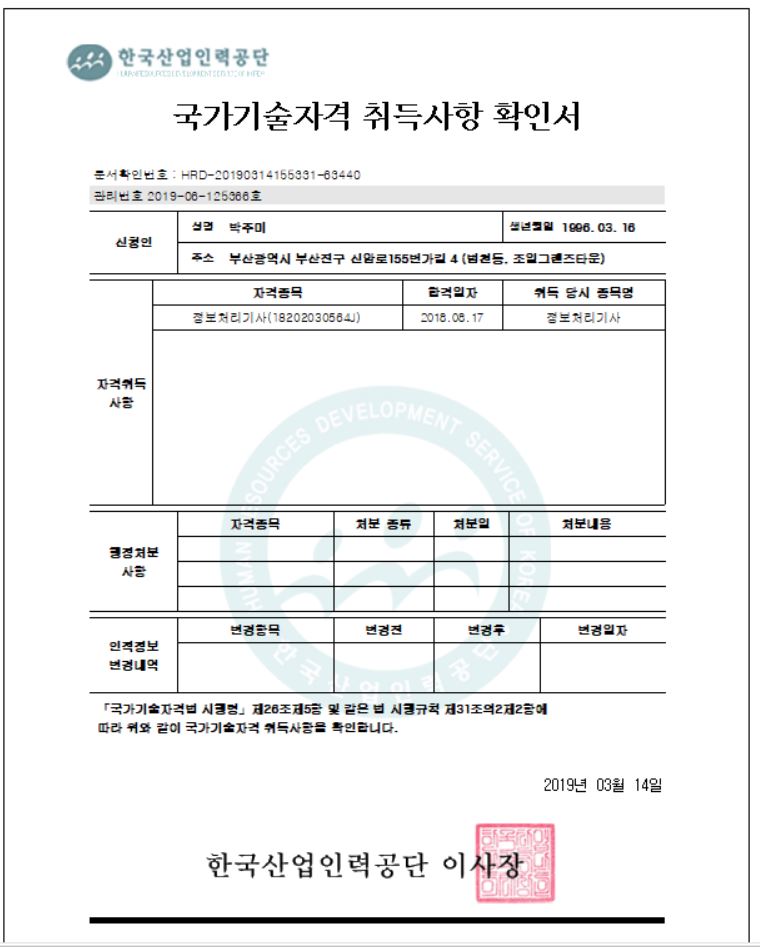 한국산업인력공단
HUMAN RESOURCES DEVELOPMENT SERVICE OF KOREA
국가기술자격 취득사항 확인서
문서확인번호 : HRD-20190314155331-63440
관리번호 2019-06-125366호
신청인
성명 박주미 생년월일 1996. 03. 16
주소 부산광역시 부산진구 신암로155번가길 4 (범천동, 조일그랜즈타운)
자격취득
사항
자격종목 합격일자 취득 당시 종목명
정보처리기사(18202030564J) 2018.08.17 정보처리기사
행정처분
사항
자격종목 처분 종류 처분일 처분내용
인적정보
변경내역
변경항목 변경전 변경후 변경일자
HUMAN RESOURCES DEVELOPMENT SERVICE OF KOREA
한국산업인력공단
「국가기술자격법 시행령」 제26조제5항 및 같은 법 시행규칙 제31조의2제2항에
따라 위와 같이 국가기술자격 취득사항을 확인합니다.
2019년 03월 14일
한국산업인력공단 이사장